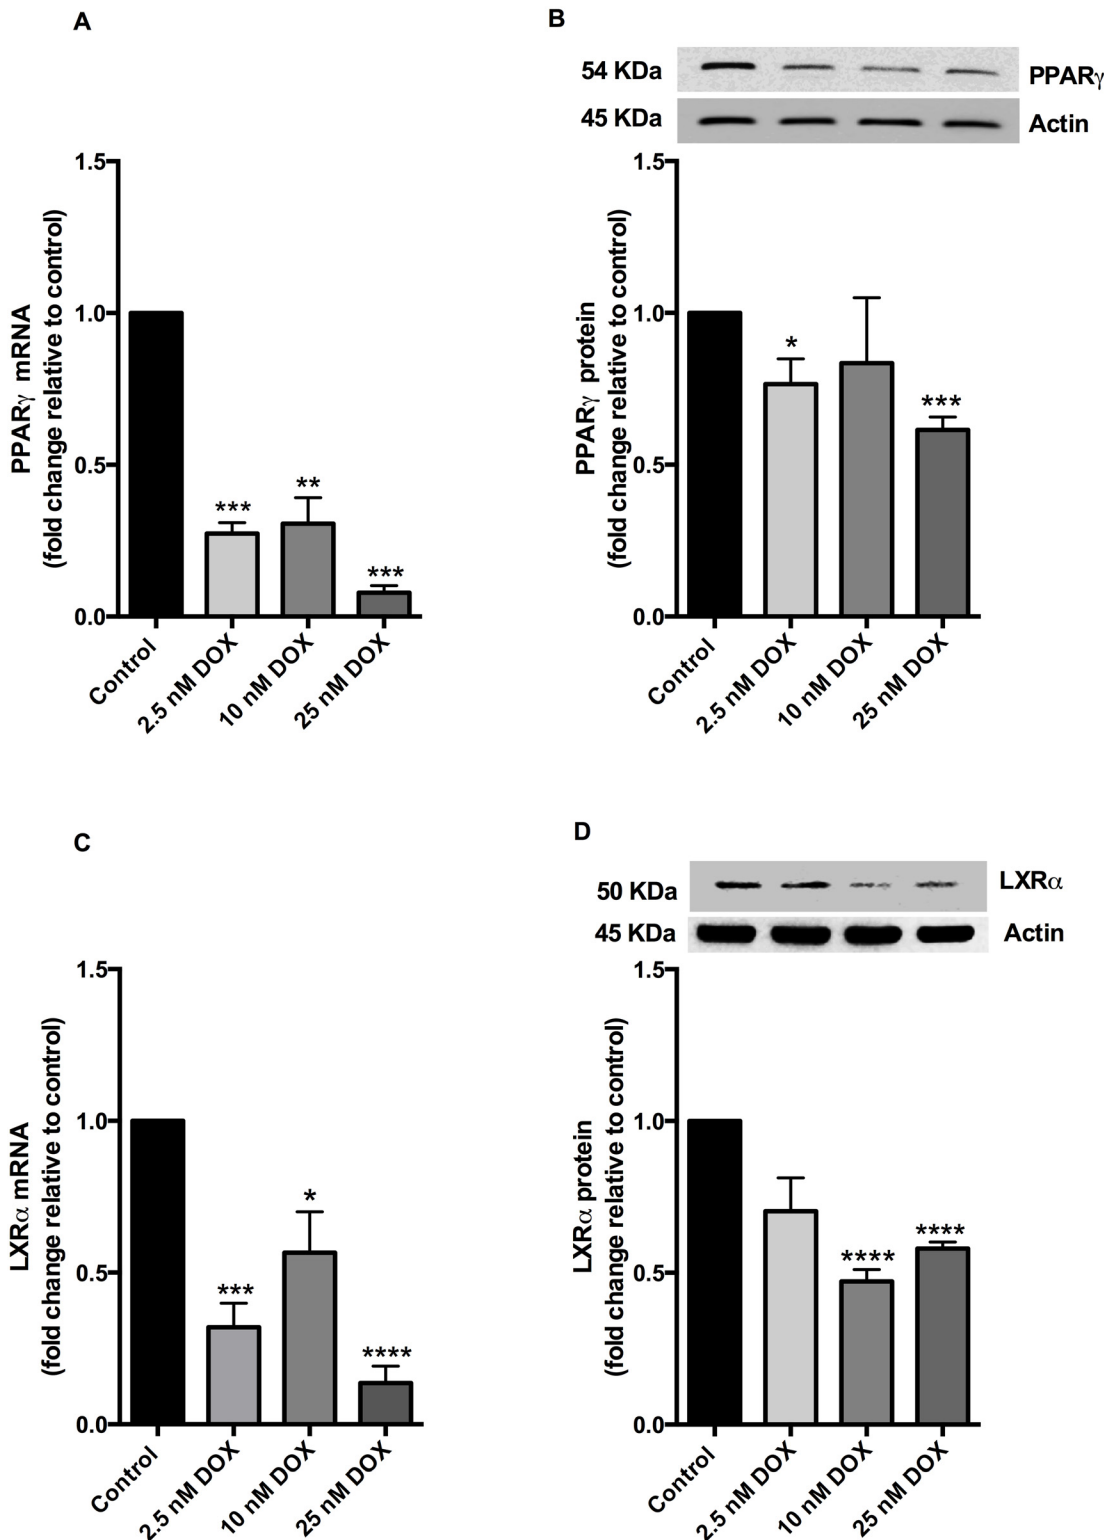 A
PPARγ mRNA
(fold change relative to control)
1.5
1.0
0.5
0.0
***
**
***
Control
2.5 nM DOX
10 nM DOX
25 nM DOX
B
54 KDa
PPARγ
45 KDa
Actin
PPARγ protein
(fold change relative to control)
1.5
1.0
0.5
0.0
*
***
Control
2.5 nM DOX
10 nM DOX
25 nM DOX
C
LXRα mRNA
(fold change relative to control)
1.5
1.0
0.5
0.0
***
*
****
Control
2.5 nM DOX
10 nM DOX
25 nM DOX
D
50 KDa
LXRα
45 KDa
Actin
LXRα protein
(fold change relative to control)
1.5
1.0
0.5
0.0
****
****
Control
2.5 nM DOX
10 nM DOX
25 nM DOX